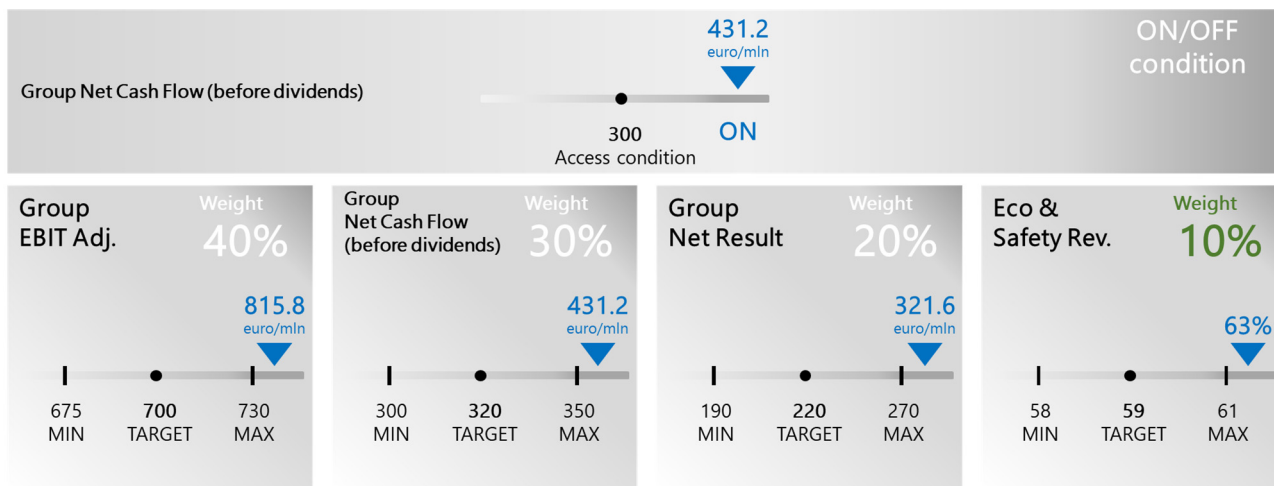 431.2
euro/mln
ON/OFF
condition
Group Net Cash Flow (before dividends)
300
ON
Access condition
Group
EBIT Adj.
Weight
40%
815.8
euro/mln
675
700
730
MIN
TARGET
MAX
Group
Net Cash Flow
(before dividends)
Weight
30%
431.2
euro/mln
300
320
350
MIN
TARGET
MAX
Group
Net Result
Weight
20%
321.6
euro/mln
190
220
270
MIN
TARGET
MAX
Eco &
Safety Rev.
Weight
10%
63%
58
59
61
MIN
TARGET
MAX